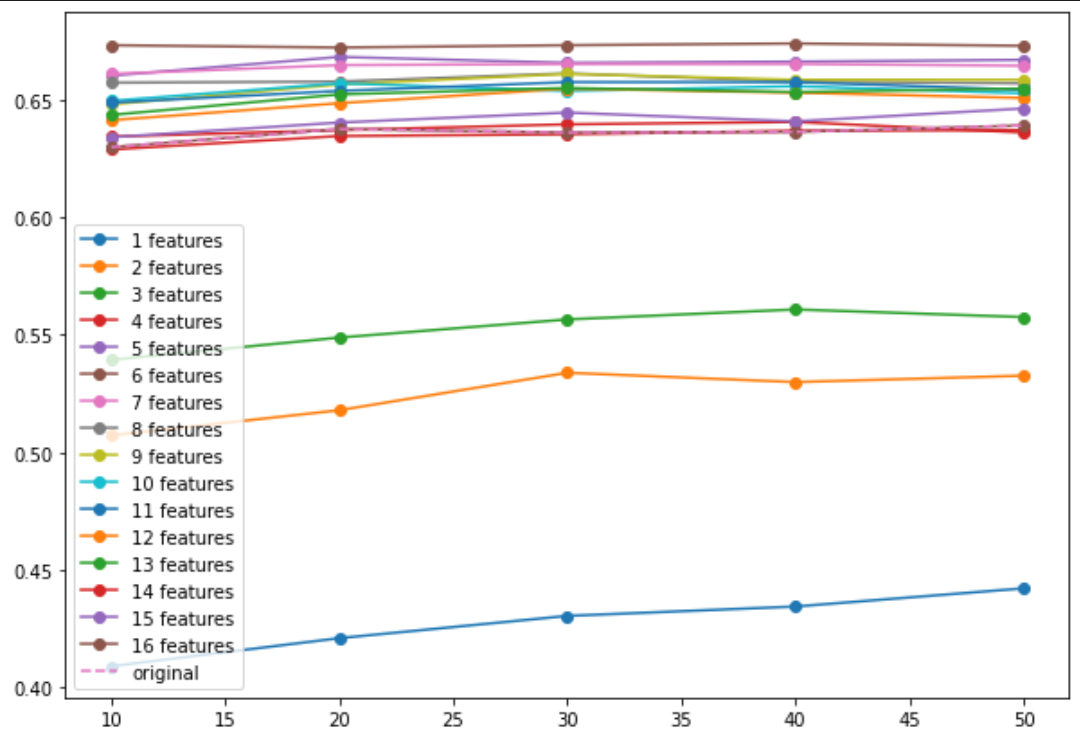 0.65
0.60
0.55
0.50
0.45
0.40
1 features
2 features
3 features
4 features
5 features
6 features
7 features
8 features
9 features
10 features
11 features
12 features
13 features
14 features
15 features
16 features
original
10 15 20 25 30 35 40 45 50